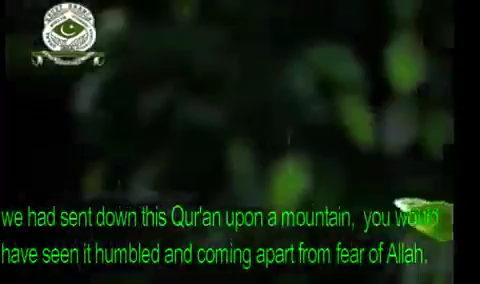 we had sent down this Qur'an upon a mountain, you would
have seen it humbled and coming apart from fear of Allah.